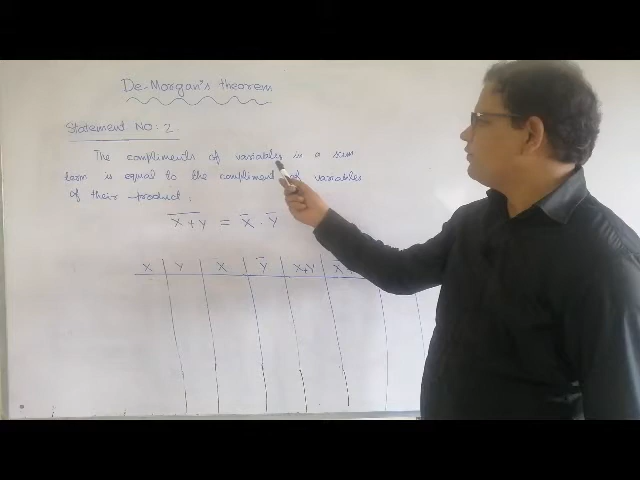 De-Morgan's theorem
Statement NO: 2
The compliments of variables in a sum
term is equal to the compliment of variables
of their product:
X̅+̅Y̅ = X̅ . Y̅
X Y X Y̅ X+Y